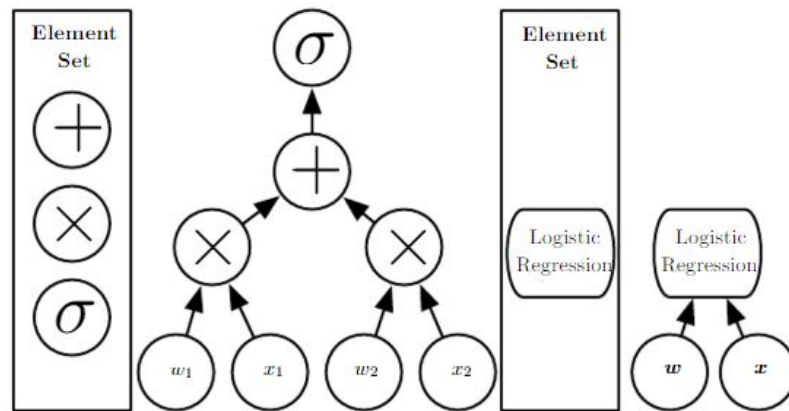 Element
Set
+
×
σ
σ
+
×
×
w₁
x₁
w₂
x₂
Element
Set
Logistic
Regression
Logistic
Regression
w
x